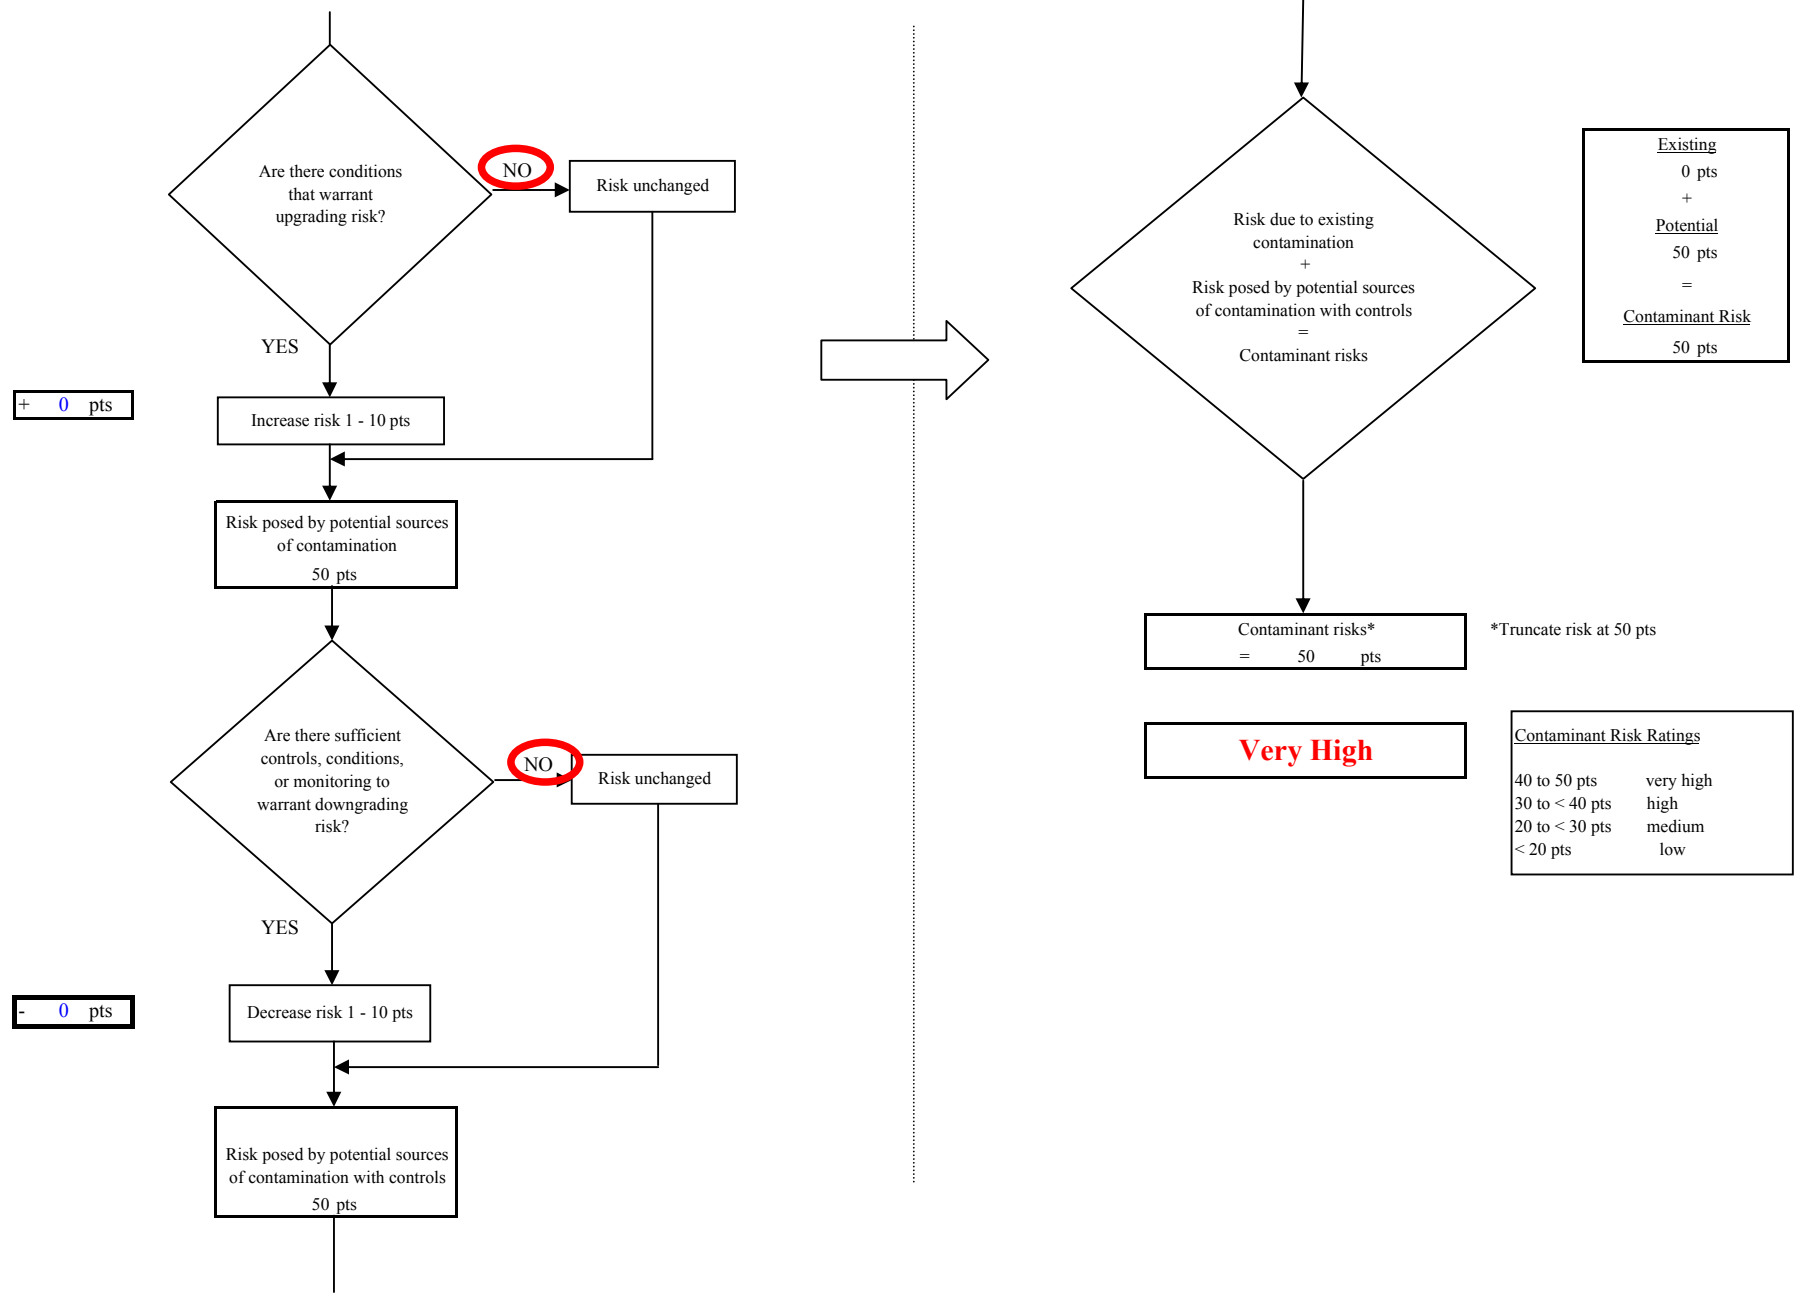 Are there conditions
that warrant
upgrading risk?
NO
Risk unchanged
YES
+ 0 pts
Increase risk 1 - 10 pts
Risk posed by potential sources
of contamination
50 pts
Are there sufficient
controls, conditions,
or monitoring to
warrant downgrading
risk?
NO
Risk unchanged
YES
- 0 pts
Decrease risk 1 - 10 pts
Risk posed by potential sources
of contamination with controls
50 pts
Risk due to existing
contamination
+
Risk posed by potential sources
of contamination with controls
=
Contaminant risks
Existing
0 pts
+
Potential
50 pts
=
Contaminant Risk
50 pts
Contaminant risks*
= 50 pts
*Truncate risk at 50 pts
Very High
Contaminant Risk Ratings
40 to 50 pts very high
30 to < 40 pts high
20 to < 30 pts medium
< 20 pts low